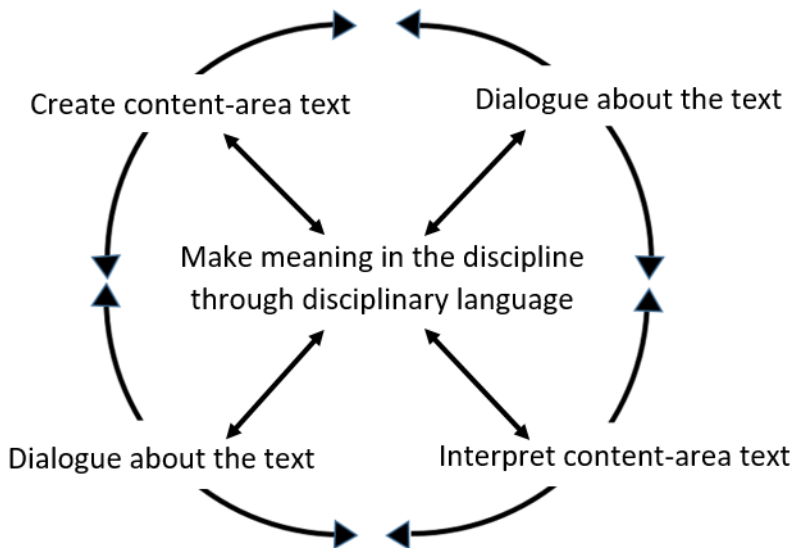 Create content-area text
Dialogue about the text
Make meaning in the discipline
through disciplinary language
Dialogue about the text
Interpret content-area text